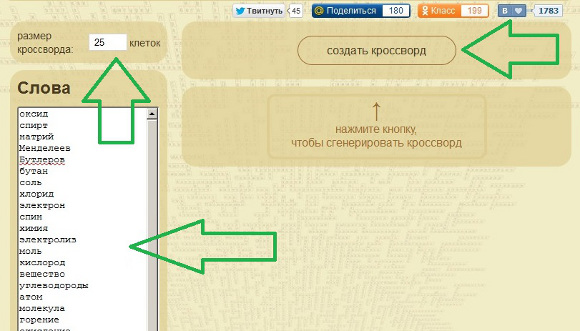 Твитнуть 45 Поделиться 180 Класс 199 В 1783
размер
кроссворда: 25 клеток
создать кроссворд
Слова
оксид
спирт
натрий
Менделеев
Бутлеров
бутан
соль
хлорид
электрон
спин
химия
электролиз
моль
кислород
вещество
углеводороды
атом
молекула
горение
↑
нажмите кнопку,
чтобы сгенерировать кроссворд